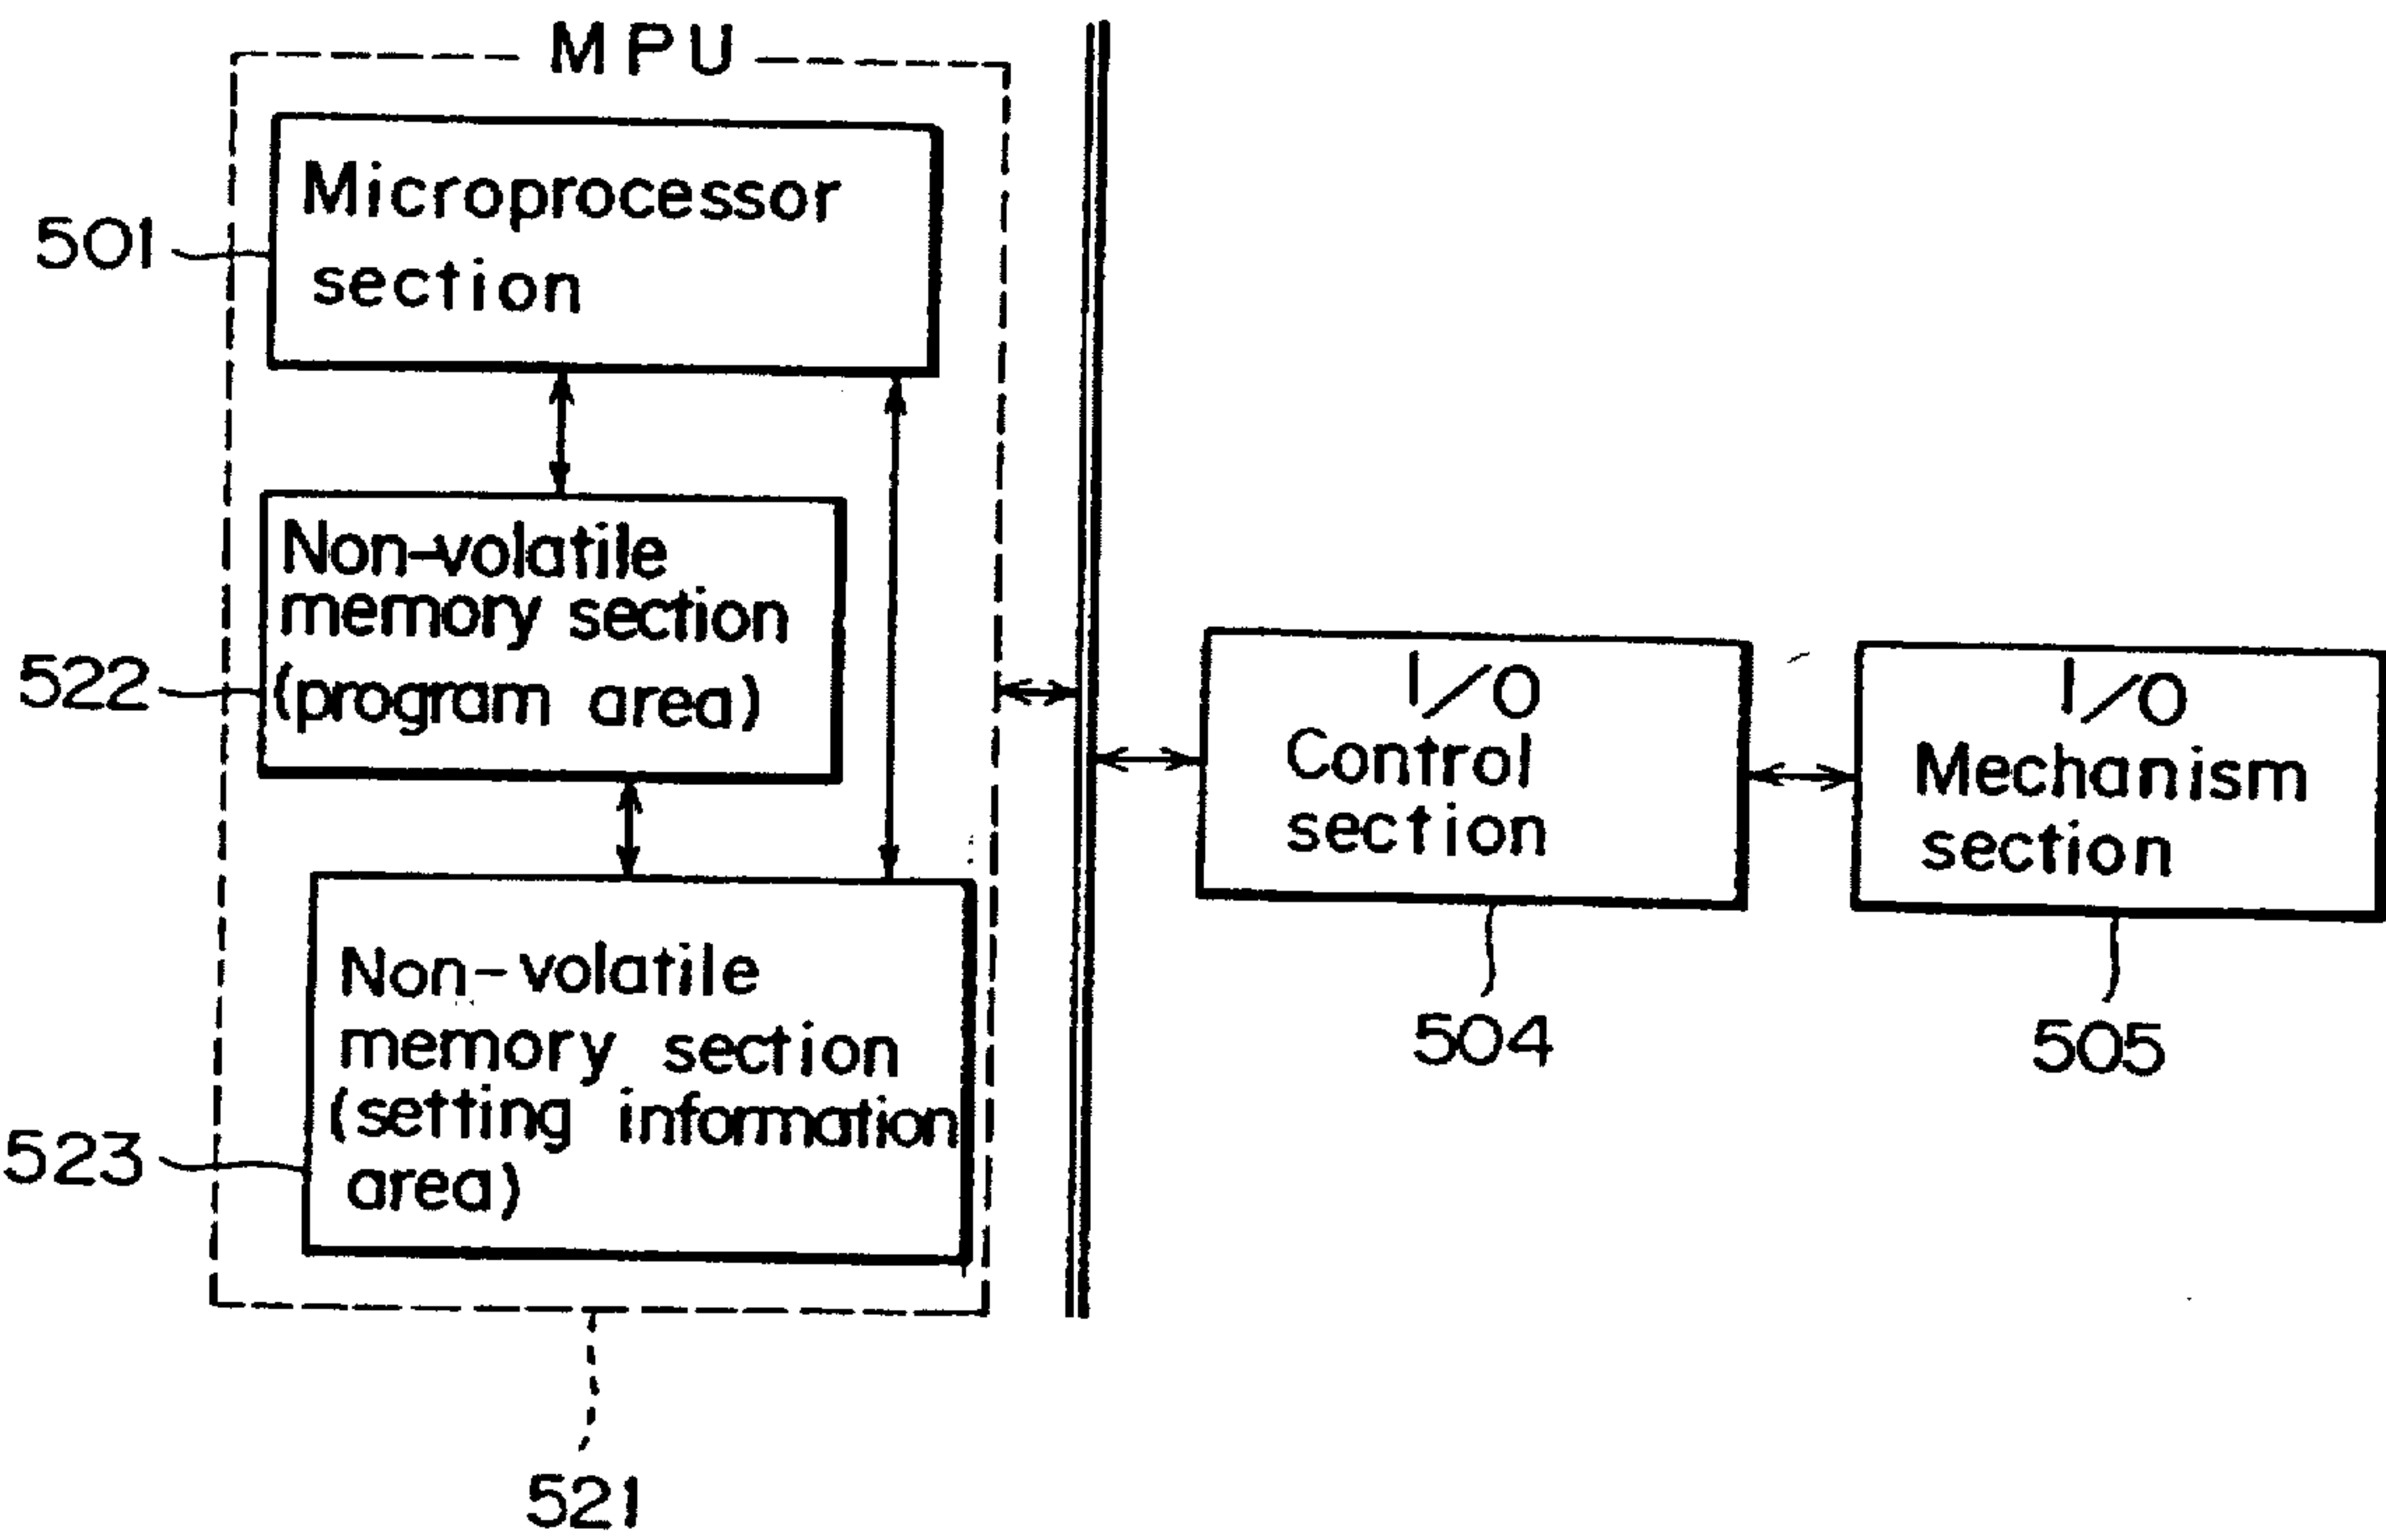 MPU
Microprocessor
section
501
Non-volatile
memory section
(program area)
522
Non-volatile
memory section
(setting information
area)
523
521
I/O
Control
section
504
I/O
Mechanism
section
505